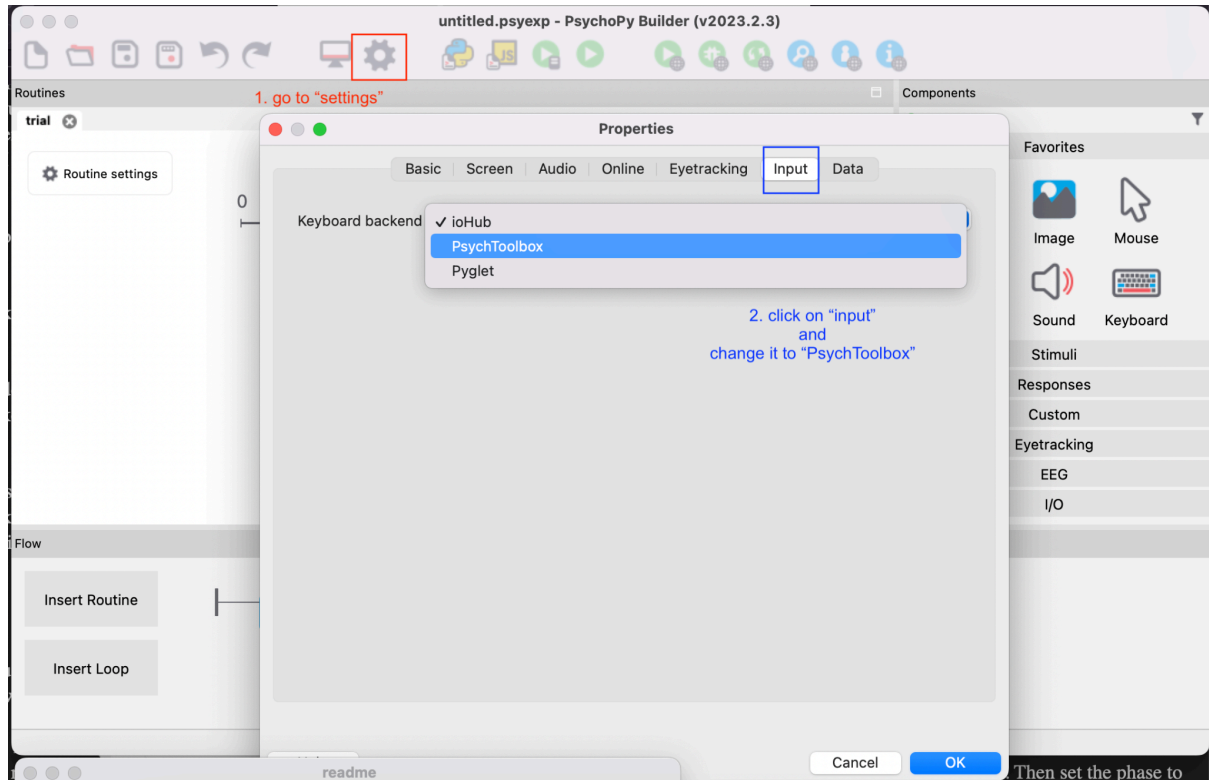 untitled.psyexp - PsychoPy Builder (v2023.2.3)
JS
Routines
1. go to “settings”
Components
trial
Properties
Favorites
Routine settings
Basic Screen Audio Online Eyetracking Input Data
0
Keyboard backend ✓ ioHub
PsychToolbox
Pyglet
Image Mouse
2. click on “input”
and
change it to “PsychToolbox”
Sound Keyboard
Stimuli
Responses
Custom
Eyetracking
EEG
I/O
Flow
Insert Routine
Insert Loop
Cancel OK
readme
Then set the phase to